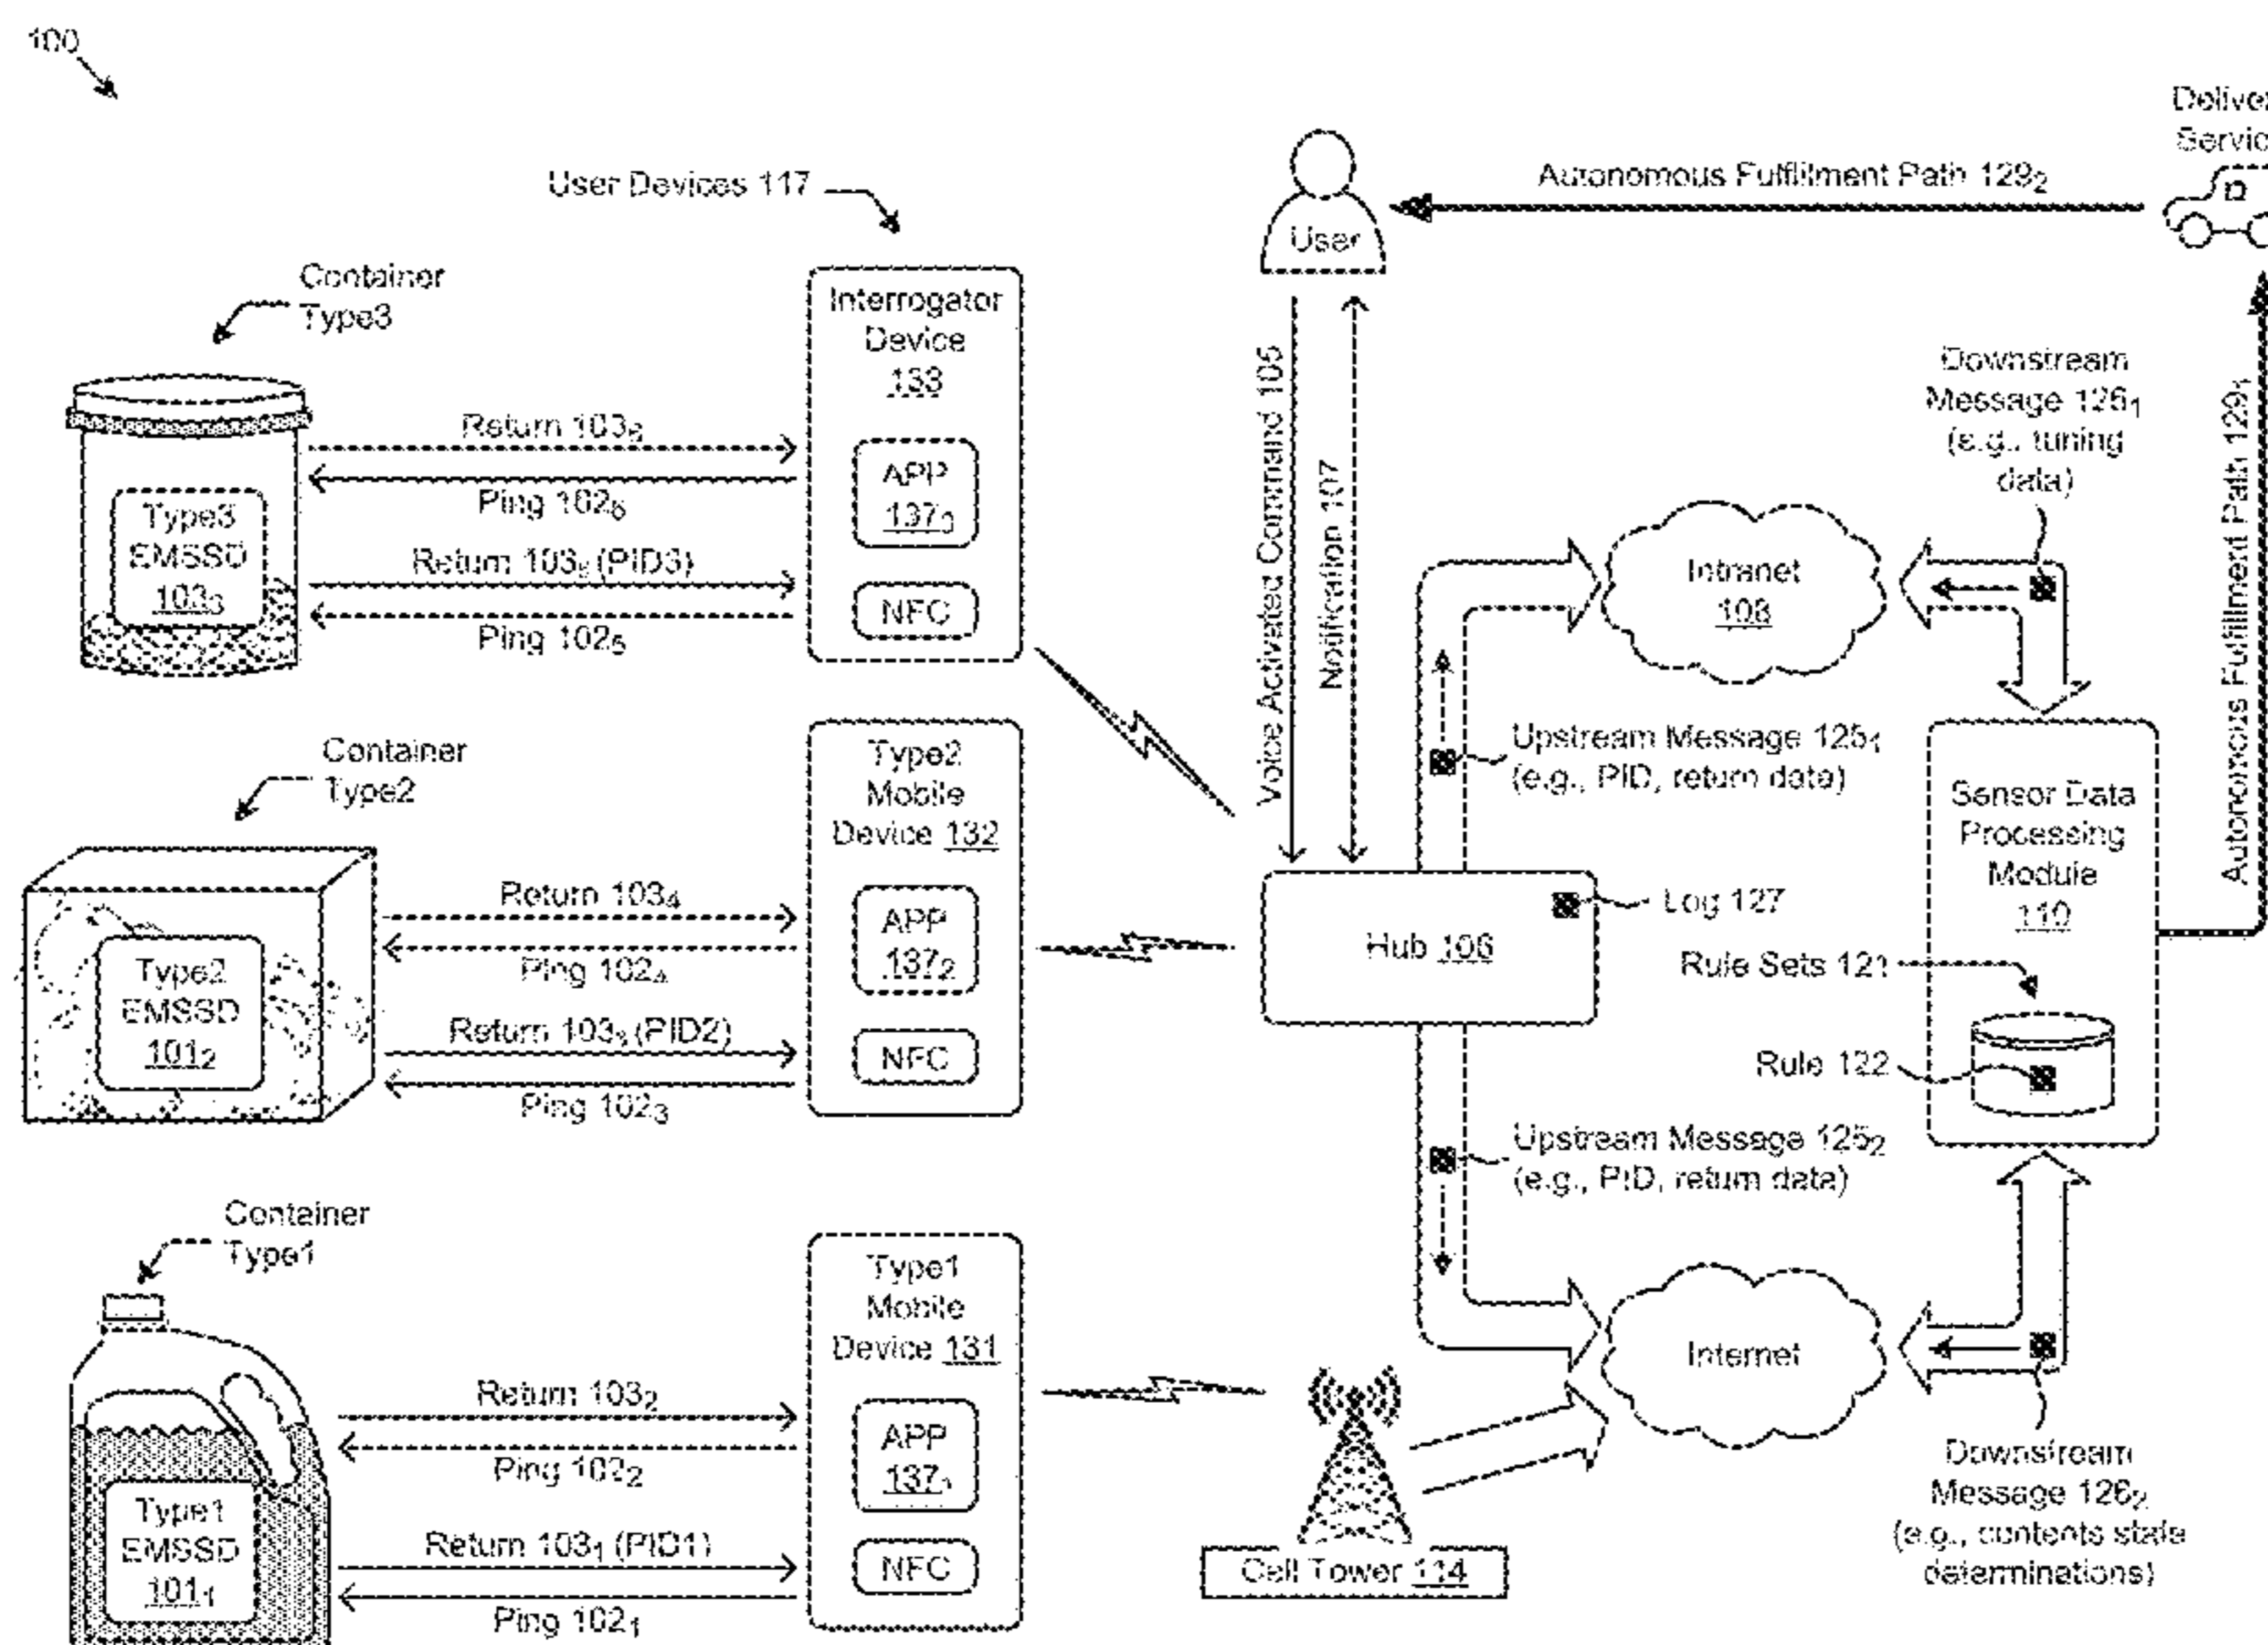 100
User Devices 117
Container
Type3
Type3
EMSSD
103₃
Return 103₆
Ping 102₆
Return 103₅ (PID3)
Ping 102₅
Interrogator
Device
133
APP
137₃
NFC
Container
Type2
Type2
EMSSD
101₂
Return 103₄
Ping 102₄
Return 103₃ (PID2)
Ping 102₃
Type2
Mobile
Device 132
APP
137₂
NFC
Container
Type1
Type1
EMSSD
101₁
Return 103₂
Ping 102₂
Return 103₁ (PID1)
Ping 102₁
Type1
Mobile
Device 131
APP
137₁
NFC
User
Autonomous Fulfillment Path 129₂
Voice Activated Command 105
Notification 107
Intranet
108
Downstream
Message 126₁
(e.g., tuning
data)
Autonomous Fulfillment Path 129₁
Upstream Message 125₁
(e.g., PID, return data)
Hub 106
Log 127
Sensor Data
Processing
Module
110
Rule Sets 121
Rule 122
Upstream Message 125₂
(e.g., PID, return data)
Internet
Cell Tower 114
Downstream
Message 126₂
(e.g., contents state
determinations)